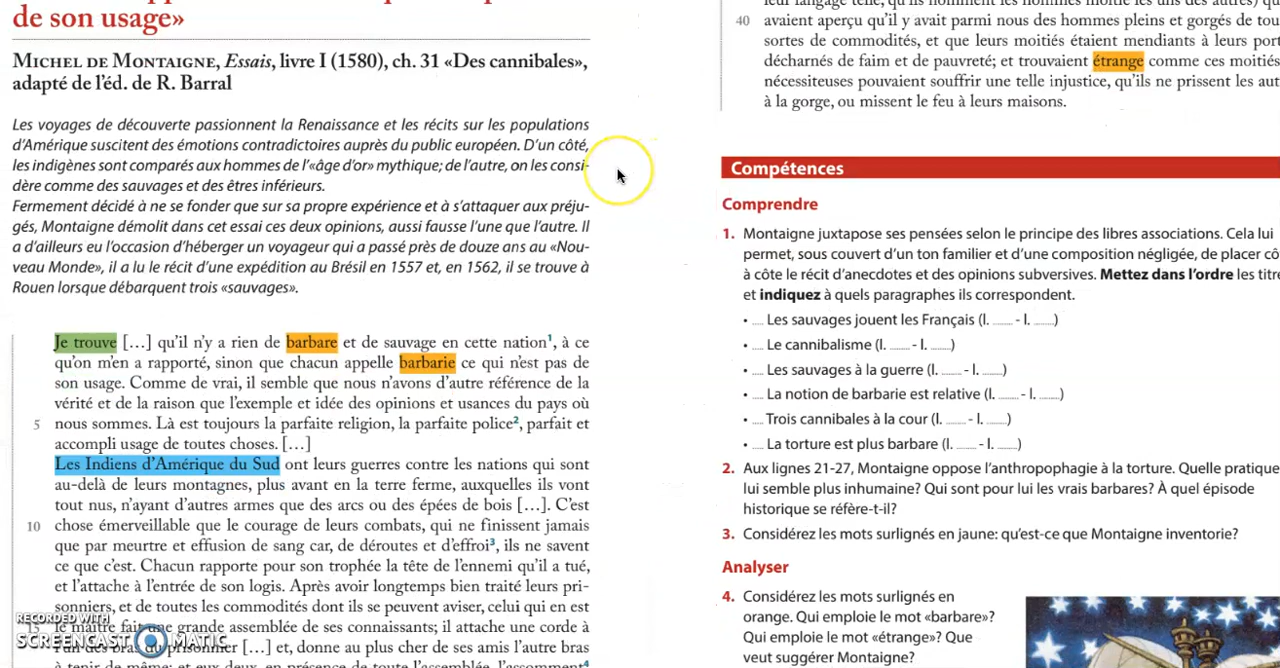 de son usage»
MICHEL DE MONTAIGNE, Essais, livre I (1580), ch. 31 «Des cannibales»,
adapté de l'éd. de R. Barral
Les voyages de découverte passionnent la Renaissance et les récits sur les populations
d'Amérique suscitent des émotions contradictoires auprès du public européen. D'un côté,
les indigènes sont comparés aux hommes de l'«âge d'or» mythique; de l'autre, on les consi-
dère comme des sauvages et des êtres inférieurs.
Fermement décidé à ne se fonder que sur sa propre expérience et à s'attaquer aux préju-
gés, Montaigne démolit dans cet essai ces deux opinions, aussi fausse l'une que l'autre. Il
a d'ailleurs eu l'occasion d'héberger un voyageur qui a passé près de douze ans au «Nou-
veau Monde», il a lu le récit d'une expédition au Brésil en 1557 et, en 1562, il se trouve à
Rouen lorsque débarquent trois «sauvages».
Je trouve [...] qu'il n'y a rien de barbare et de sauvage en cette nation¹, à ce
qu'on m'en a rapporté, sinon que chacun appelle barbarie ce qui n'est pas de
son usage. Comme de vrai, il semble que nous n'avons d'autre référence de la
vérité et de la raison que l'exemple et idée des opinions et usances du pays où
5 nous sommes. Là est toujours la parfaite religion, la parfaite police², parfait et
accompli usage de toutes choses. [...]
Les Indiens d'Amérique du Sud ont leurs guerres contre les nations qui sont
au-delà de leurs montagnes, plus avant en la terre ferme, auxquelles ils vont
tout nus, n'ayant d'autres armes que des arcs ou des épées de bois [...]. C'est
10 chose émerveillable que le courage de leurs combats, qui ne finissent jamais
que par meurtre et effusion de sang car, de déroutes et d'effroi³, ils ne savent
ce que c'est. Chacun rapporte pour son trophée la tête de l'ennemi qu'il a tué,
et l'attache à l'entrée de son logis. Après avoir longtemps bien traité leurs pri-
sonniers, et de toutes les commodités dont ils se peuvent aviser, celui qui en est
le maître fait une grande assemblée de ses connaissances; il attache une corde à
l'un des bras du prisonnier [...] et, donne au plus cher de ses amis l'autre bras
à tenir de même; et eux deux, en présence de toute l'assemblée, l'assomment⁴
RECORDED WITH
SCREENCAST MATIC
40 avaient aperçu qu'il y avait parmi nous des hommes pleins et gorgés de tou
sortes de commodités, et que leurs moitiés étaient mendiants à leurs port
décharnés de faim et de pauvreté; et trouvaient étrange comme ces moitiés
nécessiteuses pouvaient souffrir une telle injustice, qu'ils ne prissent les aut
à la gorge, ou missent le feu à leurs maisons.
Compétences
Comprendre
1. Montaigne juxtapose ses pensées selon le principe des libres associations. Cela lui
permet, sous couvert d'un ton familier et d'une composition négligée, de placer cô
à côte le récit d'anecdotes et des opinions subversives. Mettez dans l'ordre les titre
et indiquez à quels paragraphes ils correspondent.
• .... Les sauvages jouent les Français (l. ....... - l. .......)
• .... Le cannibalisme (l. ....... - l. .......)
• .... Les sauvages à la guerre (l. ....... - l. .......)
• .... La notion de barbarie est relative (l. ....... - l. .......)
• .... Trois cannibales à la cour (l. ....... - l. .......)
• .... La torture est plus barbare (l. ....... - l. .......)
2. Aux lignes 21-27, Montaigne oppose l'anthropophagie à la torture. Quelle pratique
lui semble plus inhumaine? Qui sont pour lui les vrais barbares? À quel épisode
historique se réfère-t-il?
3. Considérez les mots surlignés en jaune: qu'est-ce que Montaigne inventorie?
Analyser
4. Considérez les mots surlignés en
orange. Qui emploie le mot «barbare»?
Qui emploie le mot «étrange»? Que
veut suggérer Montaigne?